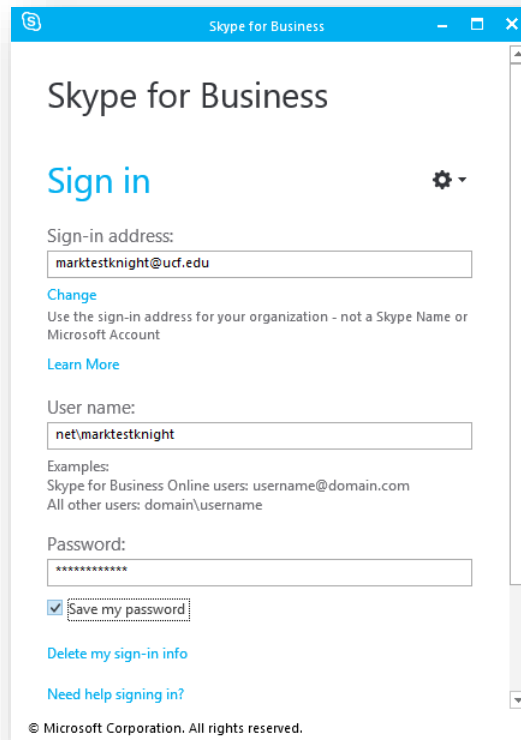 Skype for Business
Skype for Business
Sign in
Sign-in address:
marktestknight@ucf.edu
Change
Use the sign-in address for your organization - not a Skype Name or
Microsoft Account
Learn More
User name:
net\marktestknight
Examples:
Skype for Business Online users: username@domain.com
All other users: domain\username
Password:
************
Save my password
Delete my sign-in info
Need help signing in?
© Microsoft Corporation. All rights reserved.